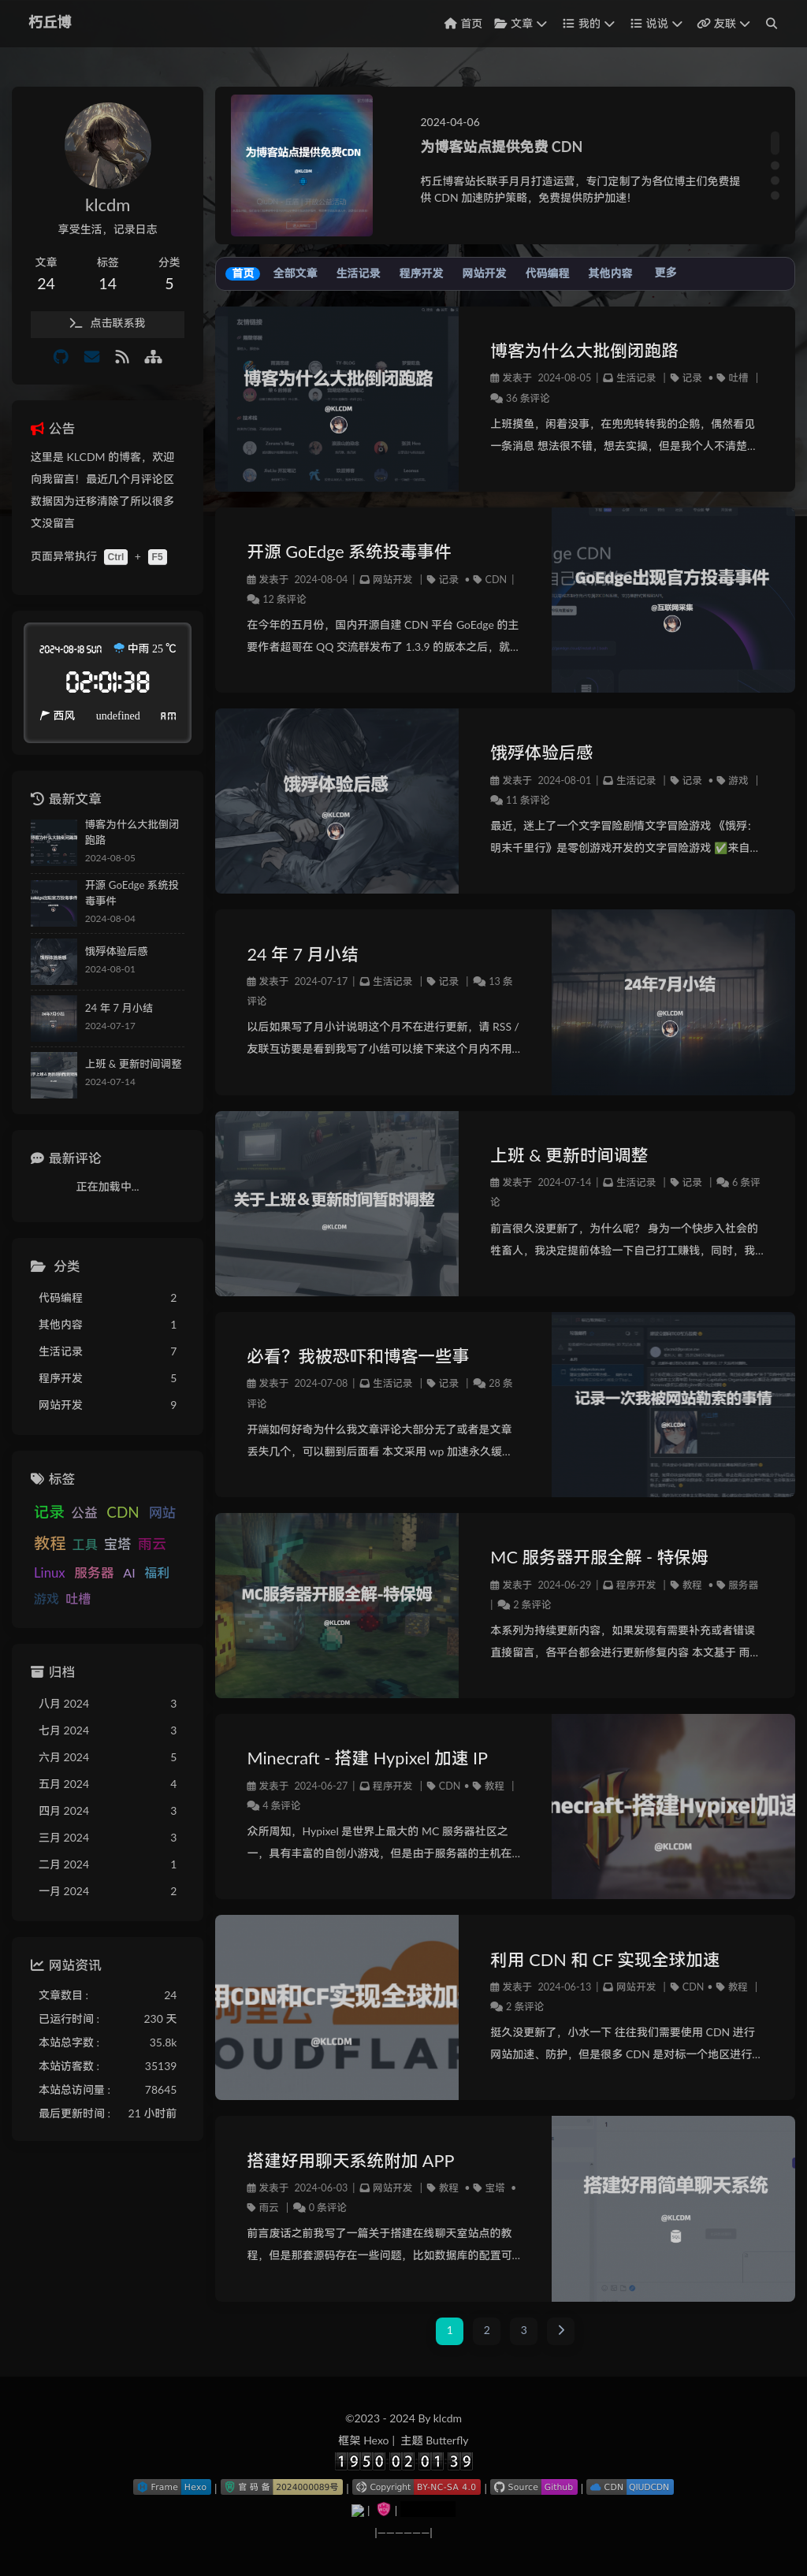 朽丘博
首页 文章 我的 说说 友联
klcdm
享受生活，记录日志
文章 标签 分类
24 14 5
点击联系我
公告
这里是 KLCDM 的博客，欢迎
向我留言！最近几个月评论区
数据因为迁移清除了所以很多
文没留言
页面异常执行 Ctrl + F5
2024-08-18 SUN 中雨 25 ℃
02:01:38
西风 undefined AM
最新文章
博客为什么大批倒闭
跑路
2024-08-05
开源 GoEdge 系统投
毒事件
2024-08-04
饿殍体验后感
2024-08-01
24 年 7 月小结
2024-07-17
上班 & 更新时间调整
2024-07-14
最新评论
正在加载中...
分类
代码编程 2
其他内容 1
生活记录 7
程序开发 5
网站开发 9
标签
记录 公益 CDN 网站
教程 工具 宝塔 雨云
Linux 服务器 AI 福利
游戏 吐槽
归档
八月 2024 3
七月 2024 3
六月 2024 5
五月 2024 4
四月 2024 3
三月 2024 3
二月 2024 1
一月 2024 2
网站资讯
文章数目 : 24
已运行时间 : 230 天
本站总字数 : 35.8k
本站访客数 : 35139
本站总访问量 : 78645
最后更新时间 : 21 小时前
为博客站点提供免费CDN
@KLCDM
2024-04-06
为博客站点提供免费 CDN
朽丘博客站长联手月月打造运营，专门定制了为各位博主们免费提
供 CDN 加速防护策略，免费提供防护加速！
首页 全部文章 生活记录 程序开发 网站开发 代码编程 其他内容 更多
博客为什么大批倒闭跑路
@KLCDM
博客为什么大批倒闭跑路
发表于 2024-08-05 | 生活记录 | 记录 • 吐槽 |
36 条评论
上班摸鱼，闲着没事，在兜兜转转我的企鹅，偶然看见
一条消息 想法很不错，想去实操，但是我个人不清楚...
开源 GoEdge 系统投毒事件
发表于 2024-08-04 | 网站开发 | 记录 • CDN |
12 条评论
在今年的五月份，国内开源自建 CDN 平台 GoEdge 的主
要作者超哥在 QQ 交流群发布了 1.3.9 的版本之后，就...
GoEdge出现官方投毒事件
@互联网采集
饿殍体验后感
@KLCDM
饿殍体验后感
发表于 2024-08-01 | 生活记录 | 记录 • 游戏 |
11 条评论
最近，迷上了一个文字冒险剧情文字冒险游戏 《饿殍：
明末千里行》是零创游戏开发的文字冒险游戏 ✅来自...
24 年 7 月小结
发表于 2024-07-17 | 生活记录 | 记录 | 13 条
评论
以后如果写了月小计说明这个月不在进行更新，请 RSS /
友联互访要是看到我写了小结可以接下来这个月内不用...
24年7月小结
@KLCDM
关于上班&更新时间暂时调整
@KLCDM
上班 & 更新时间调整
发表于 2024-07-14 | 生活记录 | 记录 | 6 条评
论
前言很久没更新了，为什么呢？ 身为一个快步入社会的
牲畜人，我决定提前体验一下自己打工赚钱，同时，我...
必看？我被恐吓和博客一些事
发表于 2024-07-08 | 生活记录 | 记录 | 28 条
评论
开端如何好奇为什么我文章评论大部分无了或者是文章
丢失几个，可以翻到后面看 本文采用 wp 加速永久缓...
记录一次我被网站勒索的事情
@KLCDM
MC服务器开服全解-特保姆
@KLCDM
MC 服务器开服全解 - 特保姆
发表于 2024-06-29 | 程序开发 | 教程 • 服务器
| 2 条评论
本系列为持续更新内容，如果发现有需要补充或者错误
直接留言，各平台都会进行更新修复内容 本文基于 雨...
Minecraft - 搭建 Hypixel 加速 IP
发表于 2024-06-27 | 程序开发 | CDN • 教程 |
4 条评论
众所周知，Hypixel 是世界上最大的 MC 服务器社区之
一，具有丰富的自创小游戏，但是由于服务器的主机在...
necraft-搭建Hypixel加速
@KLCDM
用CDN和CF实现全球加
@KLCDM
利用 CDN 和 CF 实现全球加速
发表于 2024-06-13 | 网站开发 | CDN • 教程 |
2 条评论
挺久没更新了，小水一下 往往我们需要使用 CDN 进行
网站加速、防护，但是很多 CDN 是对标一个地区进行...
搭建好用聊天系统附加 APP
发表于 2024-06-03 | 网站开发 | 教程 • 宝塔 •
雨云 | 0 条评论
前言废话之前我写了一篇关于搭建在线聊天室站点的教
程，但是那套源码存在一些问题，比如数据库的配置可...
搭建好用简单聊天系统
@KLCDM
1 2 3
©2023 - 2024 By klcdm
框架 Hexo | 主题 Butterfly
1950 02 01 39
Frame Hexo | 官码备 2024000089号 | Copyright BY-NC-SA 4.0 | Source Github | CDN QIUDCDN
|——————|